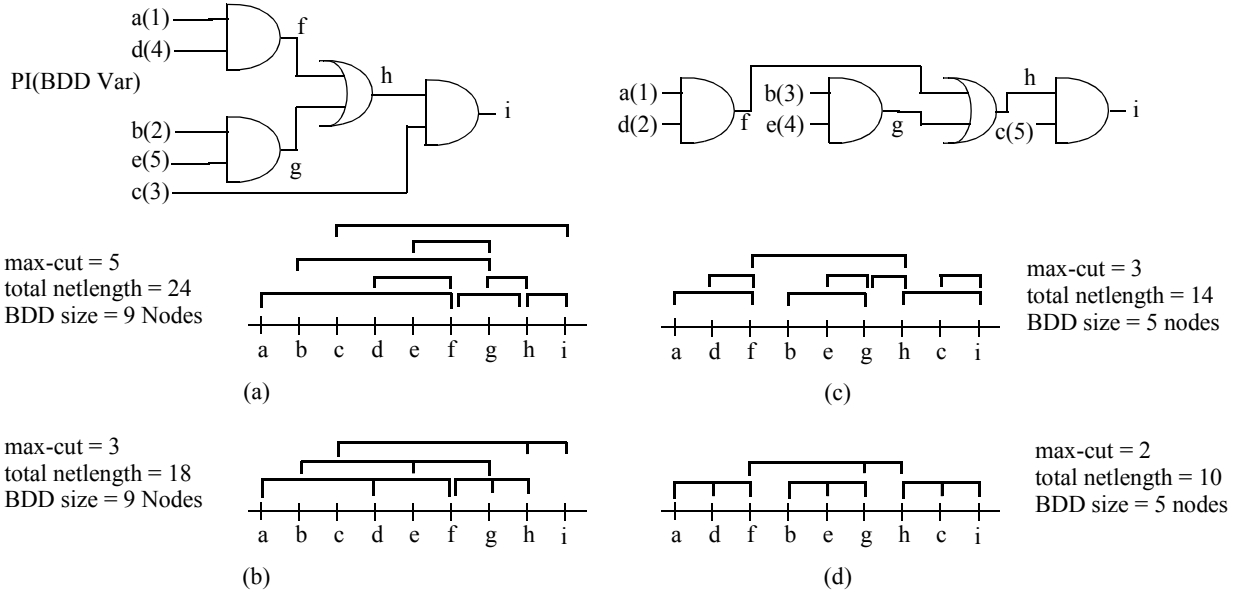 a(1)
d(4)
f
PI(BDD Var)
h
i
b(2)
e(5)
g
c(3)
a(1)
d(2)
f
b(3)
e(4)
g
h
c(5)
i
max-cut = 5
total netlength = 24
BDD size = 9 Nodes
a b c d e f g h i
(a)
a d f b e g h c i
(c)
max-cut = 3
total netlength = 14
BDD size = 5 nodes
max-cut = 3
total netlength = 18
BDD size = 9 Nodes
a b c d e f g h i
(b)
a d f b e g h c i
(d)
max-cut = 2
total netlength = 10
BDD size = 5 nodes